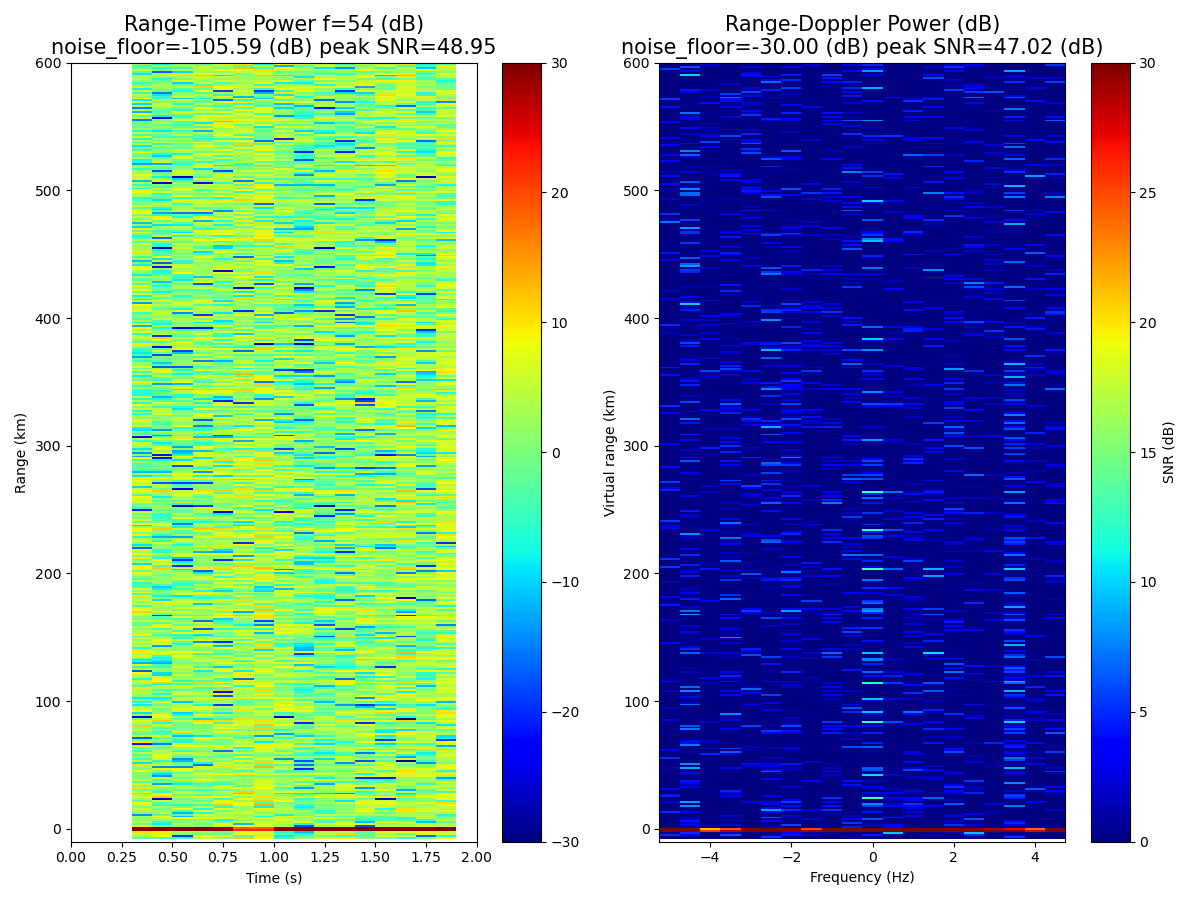 Range-Time Power f=54 (dB)
noise_floor=-105.59 (dB) peak SNR=48.95
600
500
400
300
200
100
0
Range (km)
0.00 0.25 0.50 0.75 1.00 1.25 1.50 1.75 2.00
Time (s)
30
20
10
0
−10
−20
−30
Range-Doppler Power (dB)
noise_floor=-30.00 (dB) peak SNR=47.02 (dB)
600
500
400
300
200
100
0
Virtual range (km)
−4 −2 0 2 4
Frequency (Hz)
30
25
20
15
10
5
0
SNR (dB)